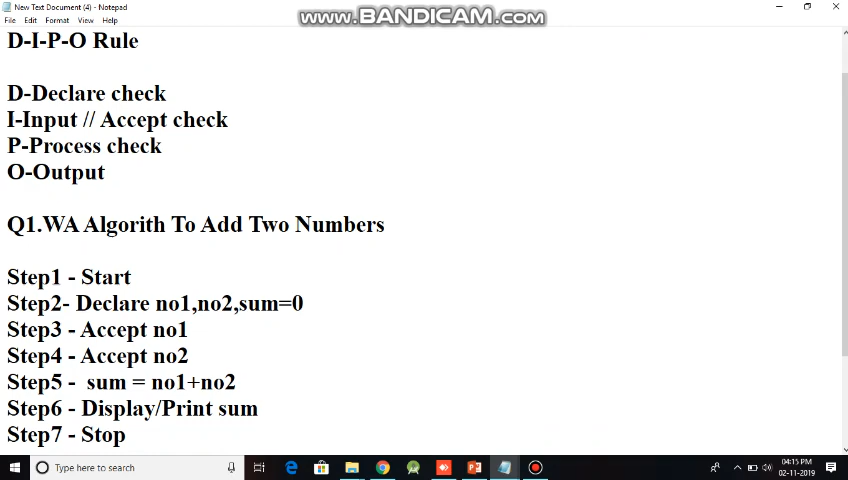 New Text Document (4) - Notepad
WWW.BANDICAM.COM
File Edit Format View Help
D-I-P-O Rule
D-Declare check
I-Input // Accept check
P-Process check
O-Output
Q1.WA Algorith To Add Two Numbers
Step1 - Start
Step2- Declare no1,no2,sum=0
Step3 - Accept no1
Step4 - Accept no2
Step5 -  sum = no1+no2
Step6 - Display/Print sum
Step7 - Stop
Type here to search
04:15 PM
02-11-2019